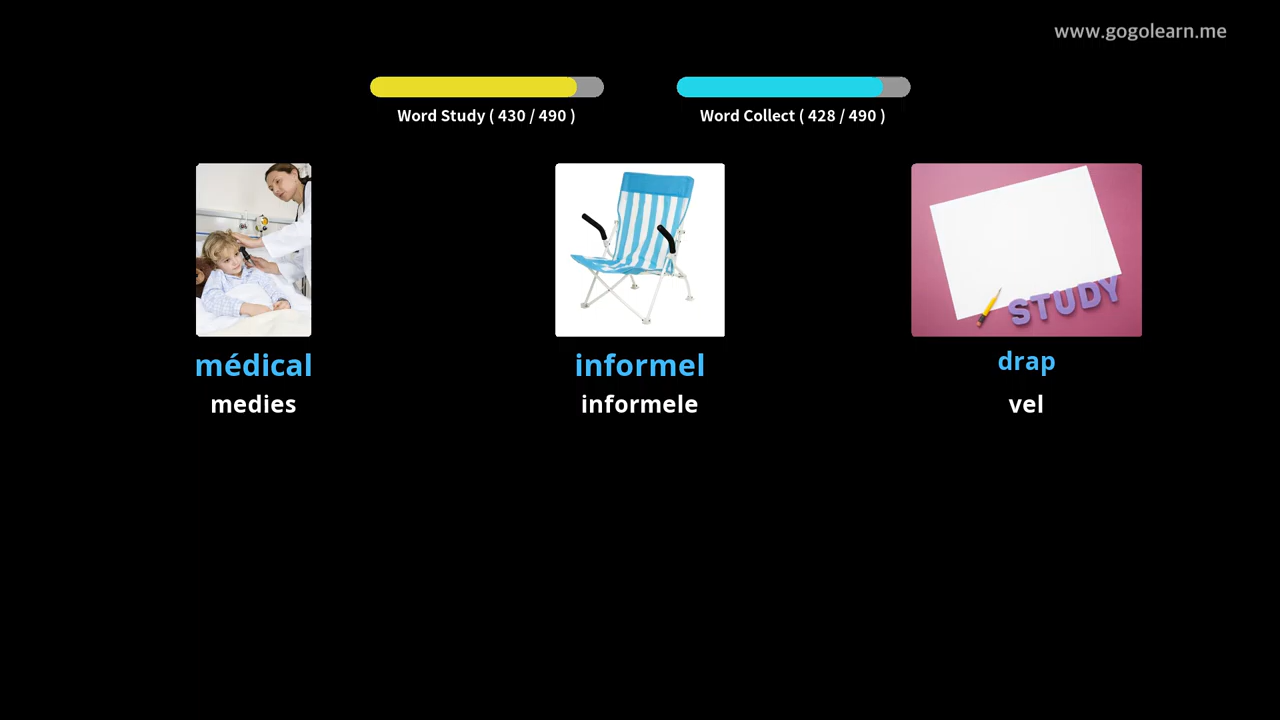 www.gogolearn.me
Word Study ( 430 / 490 )
Word Collect ( 428 / 490 )
STUDY
médical
informel
drap
medies
informele
vel